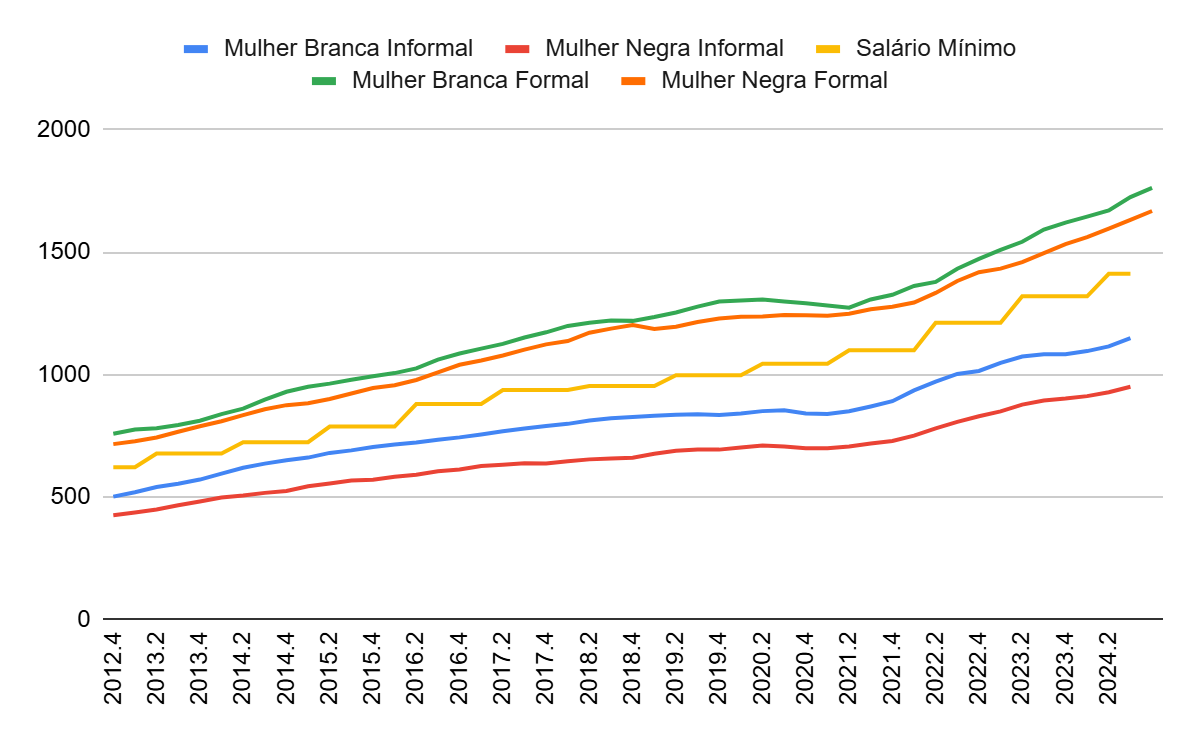 Mulher Branca Informal Mulher Negra Informal Salário Mínimo
Mulher Branca Formal Mulher Negra Formal
2000
1500
1000
500
0
2012.4 2013.2 2013.4 2014.2 2014.4 2015.2 2015.4 2016.2 2016.4 2017.2 2017.4 2018.2 2018.4 2019.2 2019.4 2020.2 2020.4 2021.2 2021.4 2022.2 2022.4 2023.2 2023.4 2024.2